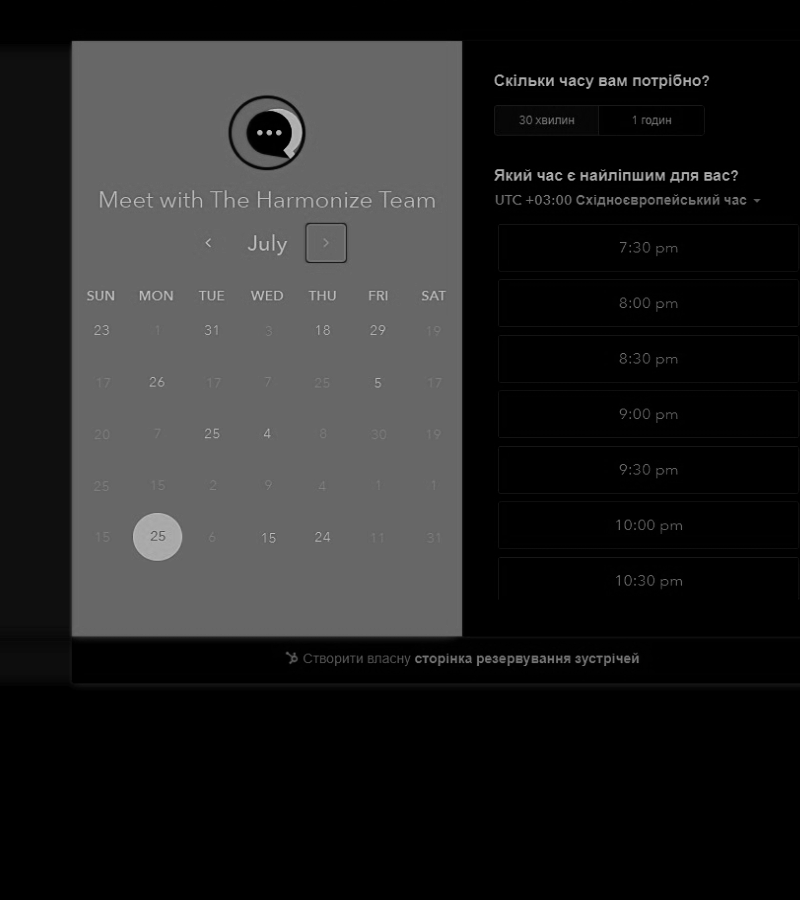 Meet with The Harmonize Team
July
SUN MON TUE WED THU FRI SAT
23 1 31 3 18 29 19
17 26 17 7 25 5 17
20 7 25 4 8 30 19
25 15 2 9 4 1 1
15 25 6 15 24 11 31
Скільки часу вам потрібно?
30 хвилин 1 годин
Який час є найліпшим для вас?
UTC +03:00 Східноєвропейський час
7:30 pm
8:00 pm
8:30 pm
9:00 pm
9:30 pm
10:00 pm
10:30 pm
Створити власну сторінка резервування зустрічей